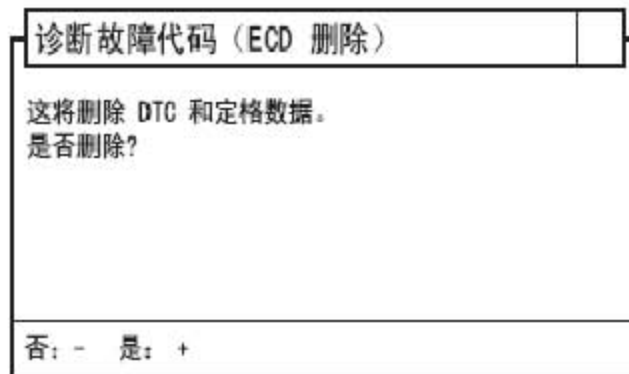 诊断故障代码（ECD 删除）
这将删除 DTC 和定格数据。
是否删除?
否: - 是: +